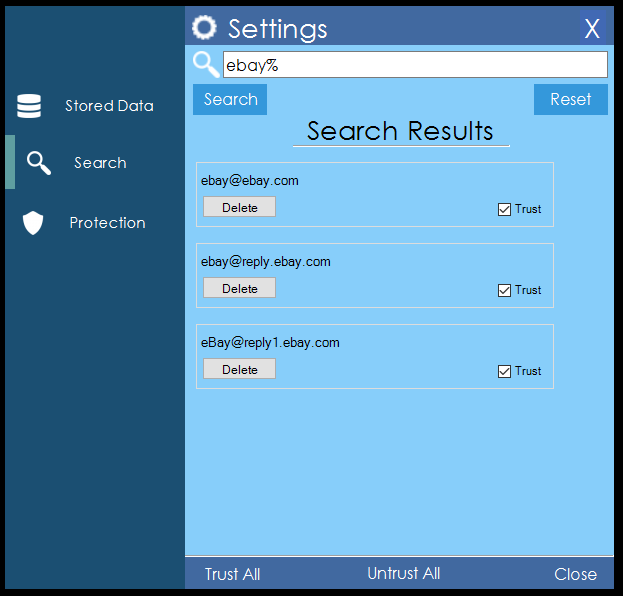 Settings
X
ebay%
Search
Reset
Stored Data
Search Results
Search
ebay@ebay.com
Delete
Trust
Protection
ebay@reply.ebay.com
Delete
Trust
eBay@reply1.ebay.com
Delete
Trust
Trust All
Untrust All
Close